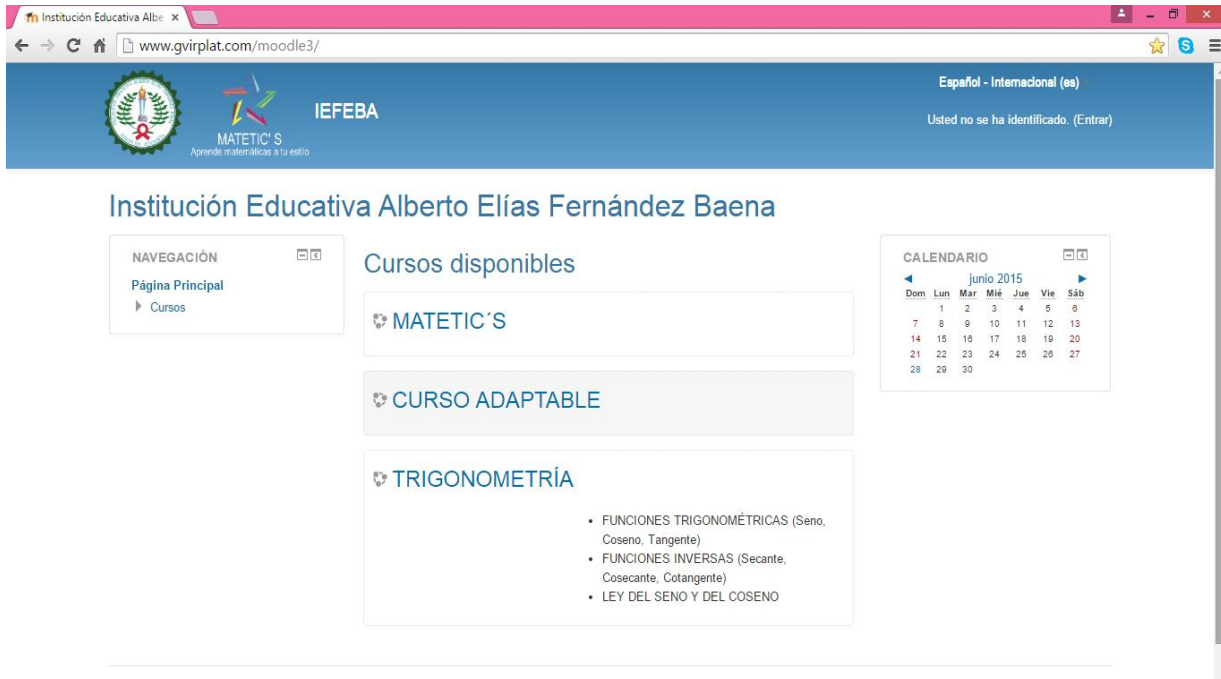 Institución Educativa Albe
www.gvirplat.com/moodle3/
MATETIC'S
Aprende matemáticas a tu estilo
IEFEBA
Español - Internacional (es)
Usted no se ha identificado. (Entrar)
Institución Educativa Alberto Elías Fernández Baena
NAVEGACIÓN
Página Principal
Cursos
Cursos disponibles
MATETIC´S
CURSO ADAPTABLE
TRIGONOMETRÍA
• FUNCIONES TRIGONOMÉTRICAS (Seno,
Coseno, Tangente)
• FUNCIONES INVERSAS (Secante,
Cosecante, Cotangente)
• LEY DEL SENO Y DEL COSENO
CALENDARIO
junio 2015
Dom Lun Mar Mié Jue Vie Sáb
1 2 3 4 5 6
7 8 9 10 11 12 13
14 15 16 17 18 19 20
21 22 23 24 25 26 27
28 29 30